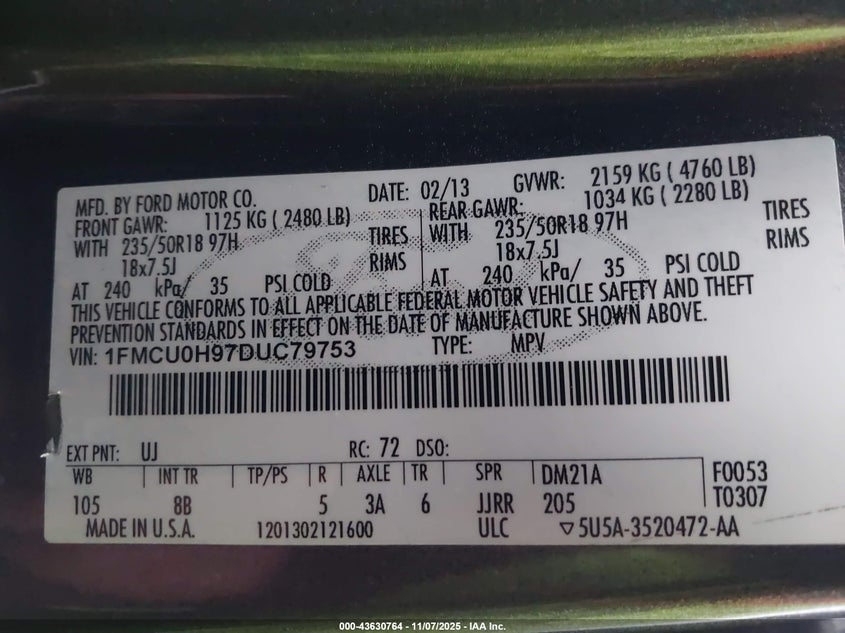 MFD. BY FORD MOTOR CO. DATE: 02/13 GVWR: 2159 KG ( 4760 LB)
FRONT GAWR: 1125 KG ( 2480 LB) REAR GAWR: 1034 KG ( 2280 LB)
WITH 235/50R18 97H TIRES WITH 235/50R18 97H TIRES
18x7.5J RIMS 18x7.5J RIMS
AT 240 kPa/ 35 PSI COLD AT 240 kPa/ 35 PSI COLD
THIS VEHICLE CONFORMS TO ALL APPLICABLE FEDERAL MOTOR VEHICLE SAFETY AND THEFT
PREVENTION STANDARDS IN EFFECT ON THE DATE OF MANUFACTURE SHOWN ABOVE.
VIN: 1FMCU0H97DUC79753 TYPE: MPV
EXT PNT: UJ RC: 72 DSO:
WB INT TR TP/PS R AXLE TR SPR DM21A F0053
105 8B 5 3A 6 JJRR 205 T0307
MADE IN U.S.A. 1201302121600 ULC ▽5U5A-3520472-AA
000-43630764 - 11/07/2025 - IAA Inc.